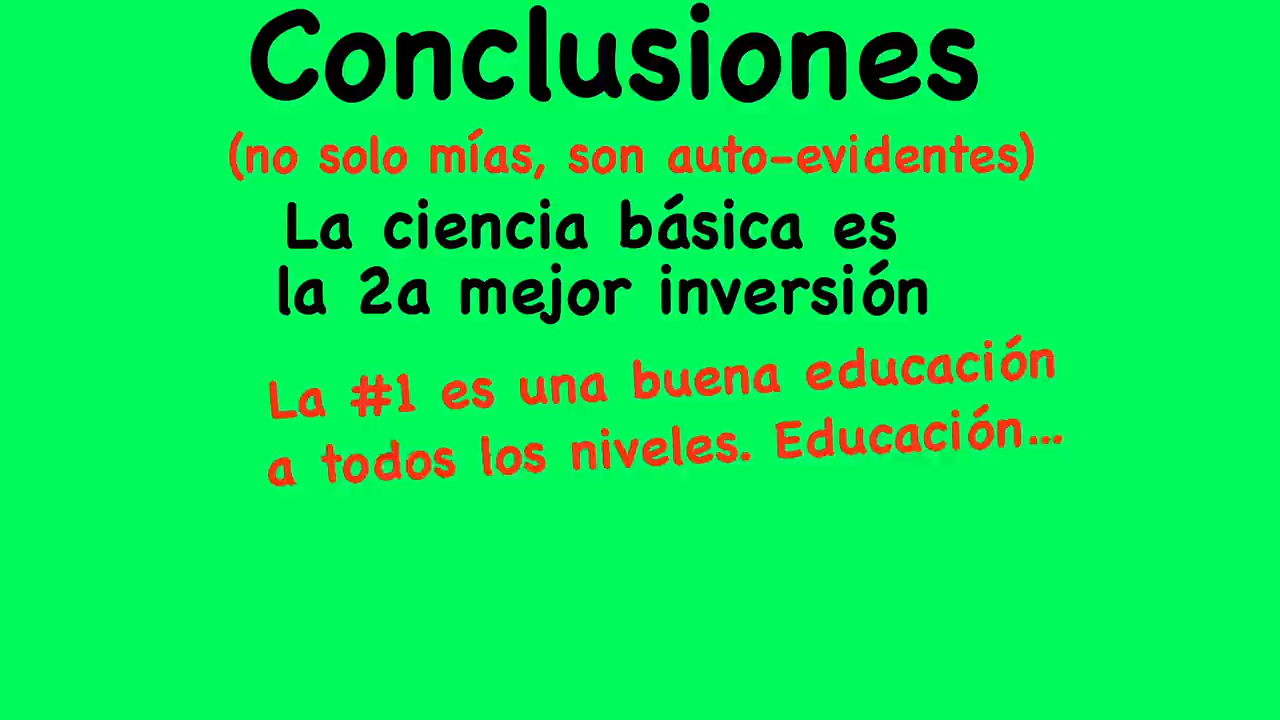 Conclusiones
(no solo mías, son auto-evidentes)
La ciencia básica es
la 2a mejor inversión
La #1 es una buena educación
a todos los niveles. Educación...